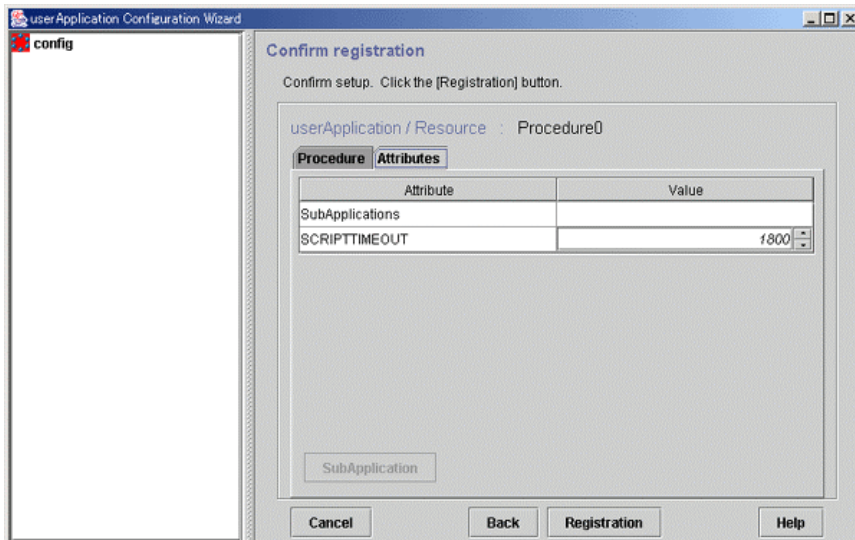 userApplication Configuration Wizard
config
Confirm registration
Confirm setup. Click the [Registration] button.
userApplication / Resource : Procedure0
Procedure Attributes
Attribute Value
SubApplications
SCRIPTTIMEOUT 1800
SubApplication
Cancel Back Registration Help